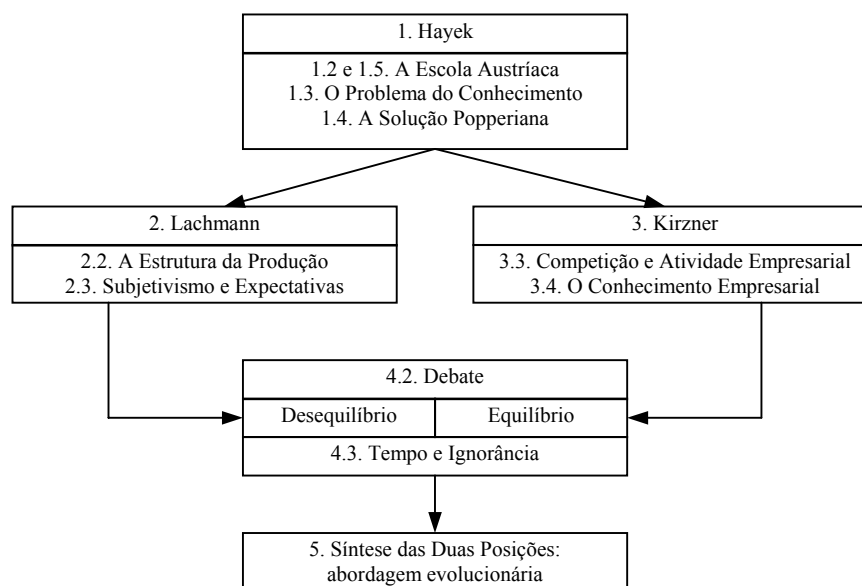 1. Hayek
1.2 e 1.5. A Escola Austríaca
1.3. O Problema do Conhecimento
1.4. A Solução Popperiana
2. Lachmann
2.2. A Estrutura da Produção
2.3. Subjetivismo e Expectativas
3. Kirzner
3.3. Competição e Atividade Empresarial
3.4. O Conhecimento Empresarial
4.2. Debate
Desequilíbrio
Equilíbrio
4.3. Tempo e Ignorância
5. Síntese das Duas Posições:
abordagem evolucionária